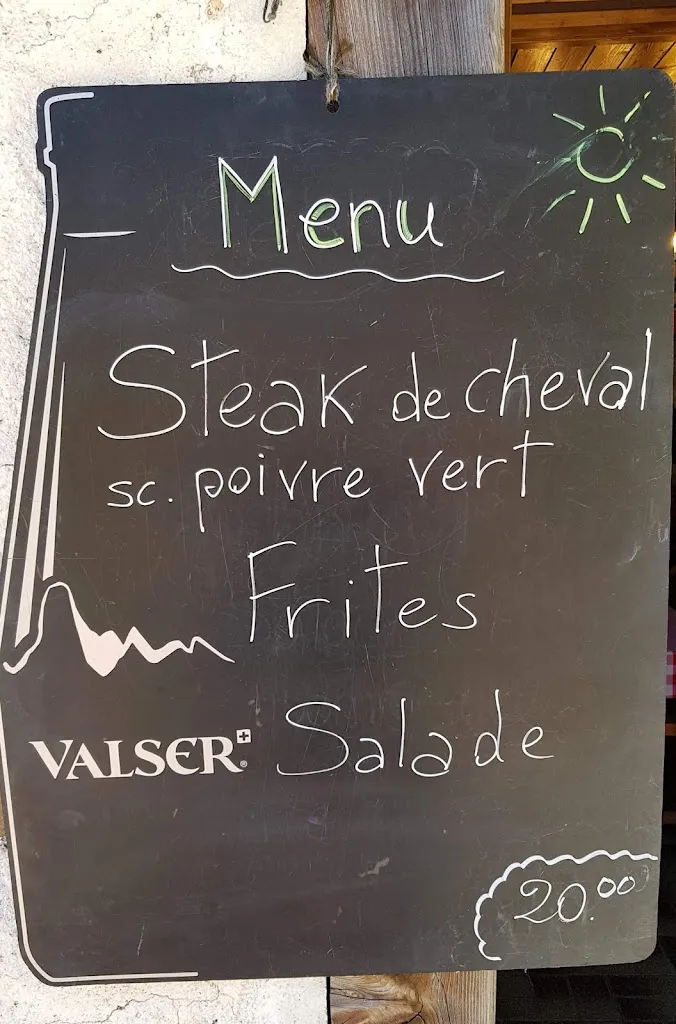 Menu
Steak de cheval
sc. poivre vert
Frites
VALSER® Salade
20.00